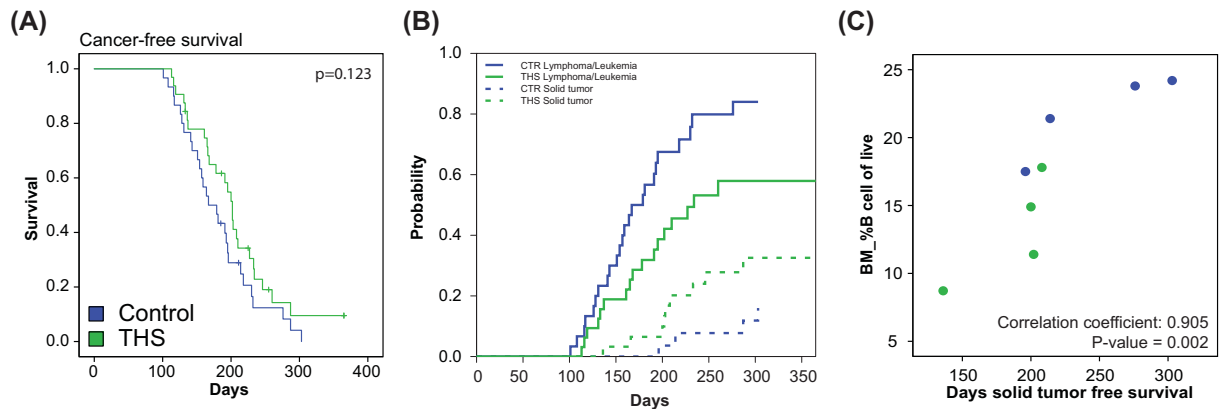 (A)
Cancer-free survival
p=0.123
Survival
1.0
0.8
0.6
0.4
0.2
0.0
Control
THS
0 100 200 300 400
Days
(B)
CTR Lymphoma/Leukemia
THS Lymphoma/Leukemia
CTR Solid tumor
THS Solid tumor
Probability
1.0
0.8
0.6
0.4
0.2
0.0
0 50 100 150 200 250 300 350
Days
(C)
BM_%B cell of live
25
20
15
10
5
Correlation coefficient: 0.905
P-value = 0.002
150 200 250 300
Days solid tumor free survival